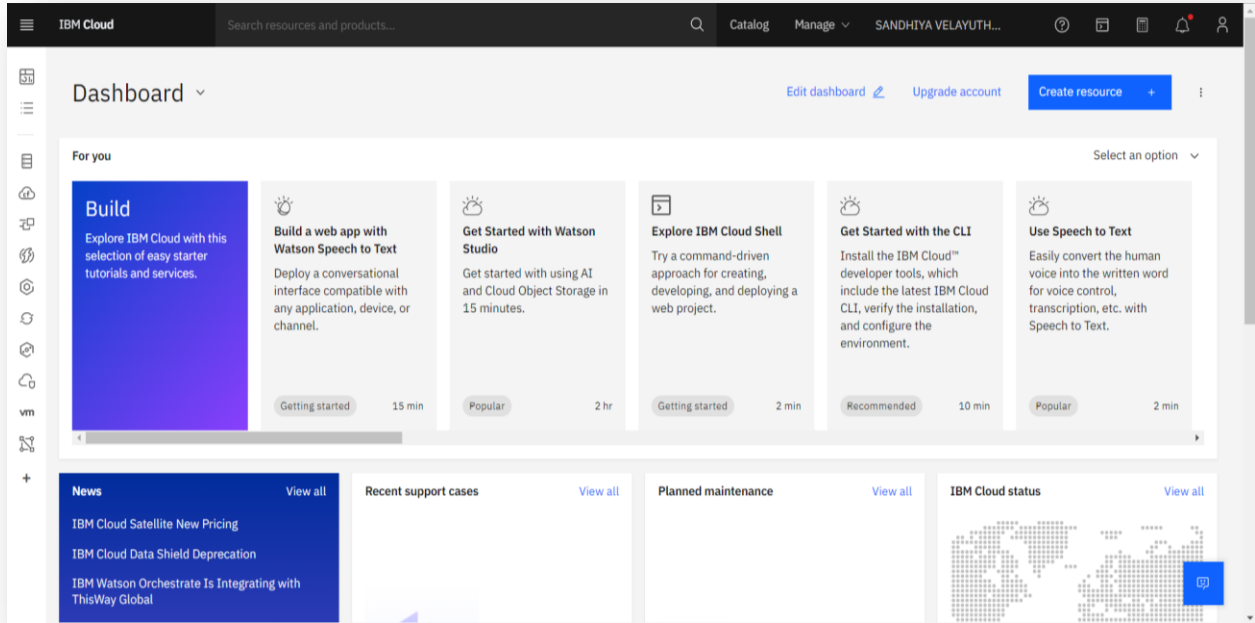 IBM Cloud
Search resources and products...
Catalog
Manage
SANDHIYA VELAYUTH...
Dashboard
Edit dashboard
Upgrade account
Create resource +
For you
Select an option
Build
Explore IBM Cloud with this
selection of easy starter
tutorials and services.
Build a web app with
Watson Speech to Text
Deploy a conversational
interface compatible with
any application, device, or
channel.
Getting started
15 min
Get Started with Watson
Studio
Get started with using AI
and Cloud Object Storage in
15 minutes.
Popular
2 hr
Explore IBM Cloud Shell
Try a command-driven
approach for creating,
developing, and deploying a
web project.
Getting started
2 min
Get Started with the CLI
Install the IBM Cloud™
developer tools, which
include the latest IBM Cloud
CLI, verify the installation,
and configure the
environment.
Recommended
10 min
Use Speech to Text
Easily convert the human
voice into the written word
for voice control,
transcription, etc. with
Speech to Text.
Popular
2 min
vm
News
View all
IBM Cloud Satellite New Pricing
IBM Cloud Data Shield Deprecation
IBM Watson Orchestrate Is Integrating with
ThisWay Global
Recent support cases
View all
Planned maintenance
View all
IBM Cloud status
View all